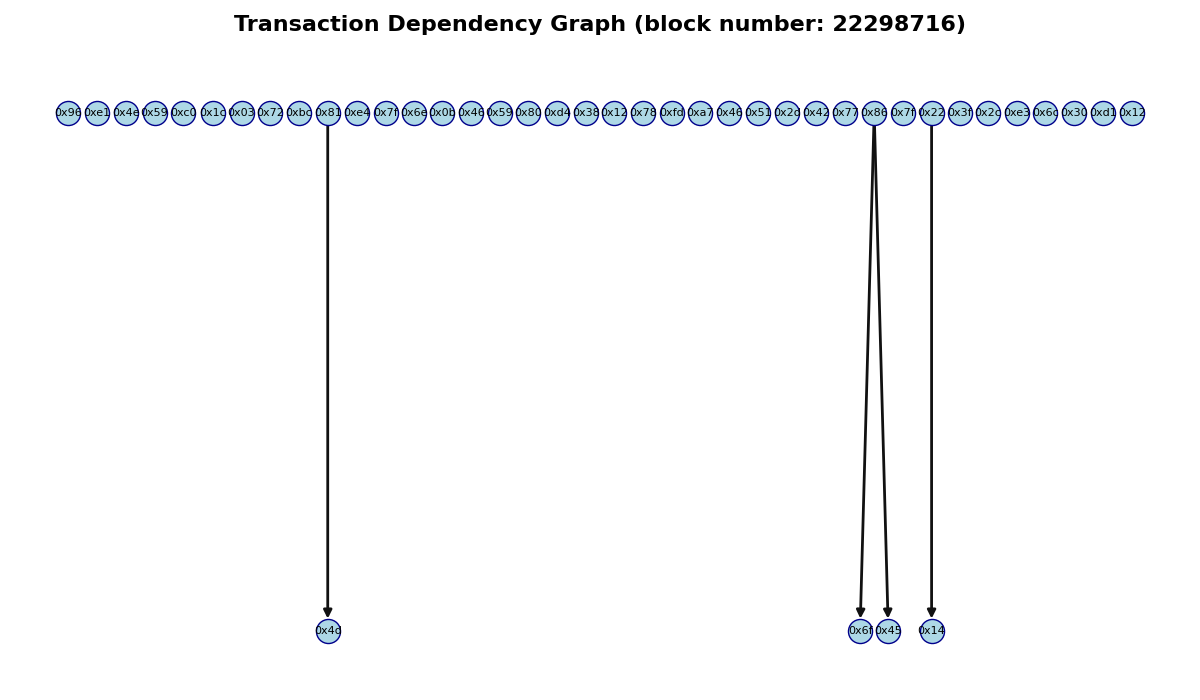 Transaction Dependency Graph (block number: 22298716)
0x96 0xe1 0x4e 0x59 0xc0 0x1c 0x03 0x72 0xbc 0x81 0xe4 0x7f 0x6e 0x0b 0x46 0x59 0x80 0xd4 0x38 0x12 0x78 0xfd 0xa7 0x46 0x51 0x2d 0x42 0x77 0x86 0x7f 0x22 0x3f 0x2c 0xe3 0x6c 0x30 0xd1 0x12
0x4d 0x6f 0x45 0x14